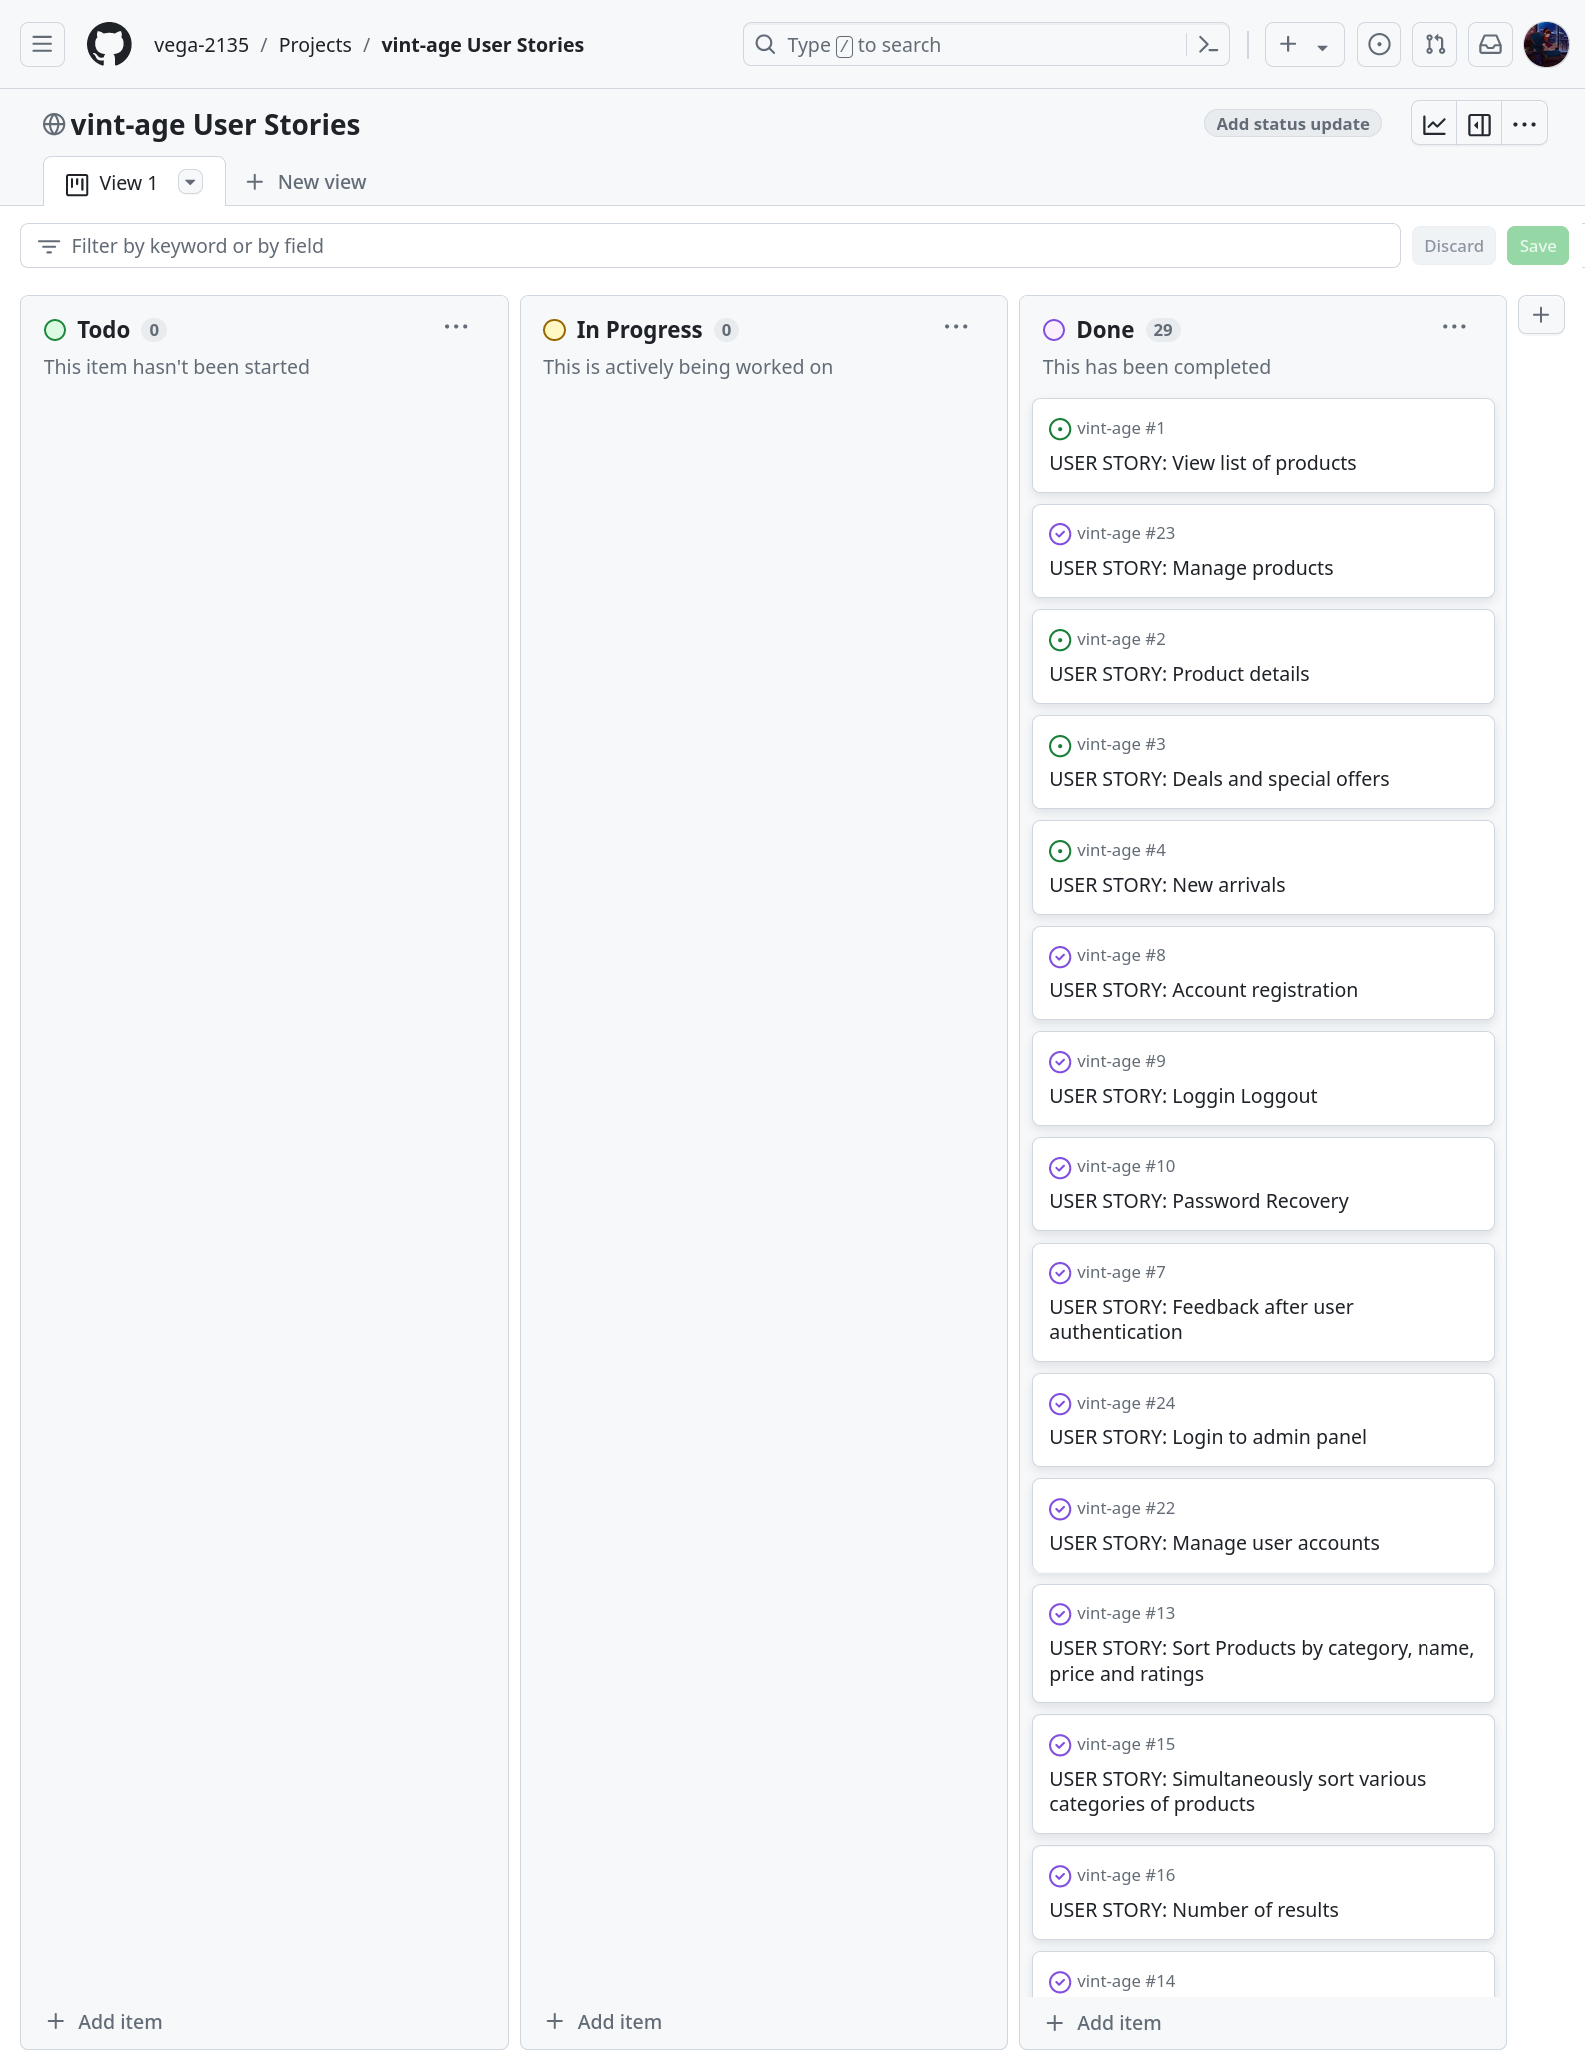 vega-2135 / Projects / vint-age User Stories
Type / to search
vint-age User Stories
Add status update
View 1
New view
Filter by keyword or by field
Discard
Save
Todo 0
This item hasn't been started
Add item
In Progress 0
This is actively being worked on
Add item
Done 29
This has been completed
vint-age #1
USER STORY: View list of products
vint-age #23
USER STORY: Manage products
vint-age #2
USER STORY: Product details
vint-age #3
USER STORY: Deals and special offers
vint-age #4
USER STORY: New arrivals
vint-age #8
USER STORY: Account registration
vint-age #9
USER STORY: Loggin Loggout
vint-age #10
USER STORY: Password Recovery
vint-age #7
USER STORY: Feedback after user
authentication
vint-age #24
USER STORY: Login to admin panel
vint-age #22
USER STORY: Manage user accounts
vint-age #13
USER STORY: Sort Products by category, name,
price and ratings
vint-age #15
USER STORY: Simultaneously sort various
categories of products
vint-age #16
USER STORY: Number of results
vint-age #14
Add item